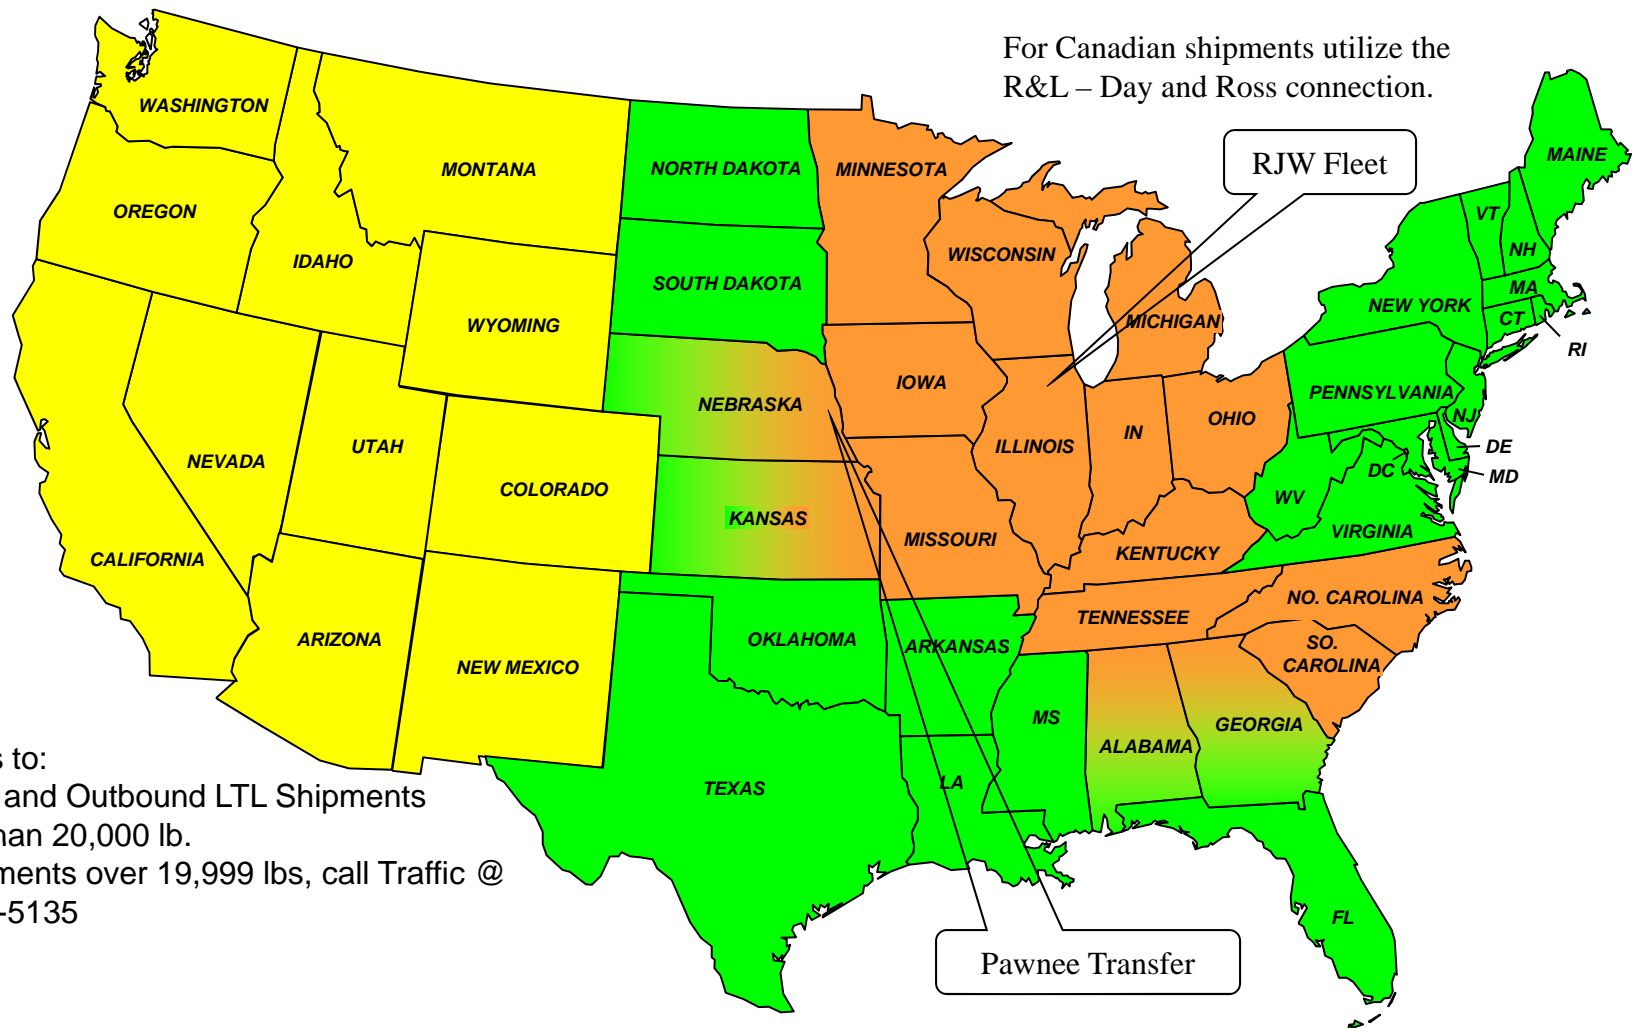 For Canadian shipments utilize the
R&L – Day and Ross connection.
RJW Fleet
WASHINGTON
MONTANA
NORTH DAKOTA
MINNESOTA
MAINE
OREGON
VT
IDAHO
WISCONSIN
NH
SOUTH DAKOTA
MA
WYOMING
NEW YORK
MICHIGAN
CT
RI
IOWA
PENNSYLVANIA
NEBRASKA
OHIO
NJ
UTAH
ILLINOIS
IN
DE
NEVADA
DC
MD
COLORADO
WV
KANSAS
MISSOURI
VIRGINIA
CALIFORNIA
KENTUCKY
NO. CAROLINA
TENNESSEE
ARIZONA
OKLAHOMA
ARKANSAS
SO.
CAROLINA
NEW MEXICO
MS
GEORGIA
ALABAMA
TEXAS
LA
FL
s to:
and Outbound LTL Shipments
han 20,000 lb.
ments over 19,999 lbs, call Traffic @
-5135
Pawnee Transfer